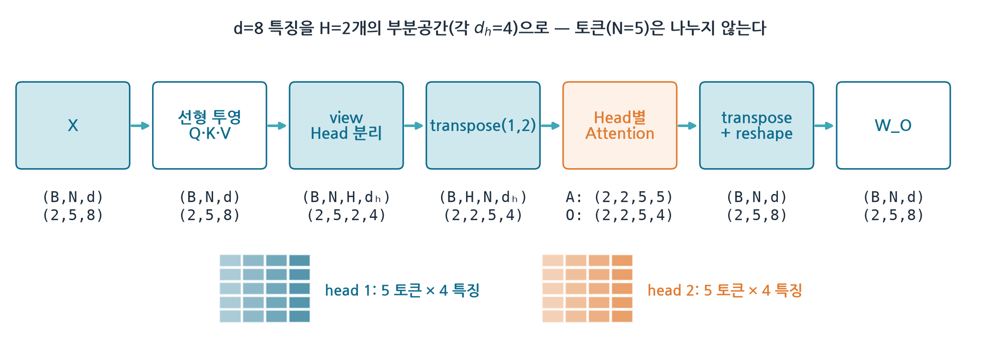 d=8 특징을 H=2개의 부분공간(각 dₕ=4)으로 — 토큰(N=5)은 나누지 않는다
X
선형 투영
Q·K·V
view
Head 분리
transpose(1,2)
Head별
Attention
transpose
+ reshape
W_O
(B,N,d)
(2,5,8)
(B,N,d)
(2,5,8)
(B,N,H,dₕ)
(2,5,2,4)
(B,H,N,dₕ)
(2,2,5,4)
A: (2,2,5,5)
O: (2,2,5,4)
(B,N,d)
(2,5,8)
(B,N,d)
(2,5,8)
head 1: 5 토큰 × 4 특징
head 2: 5 토큰 × 4 특징